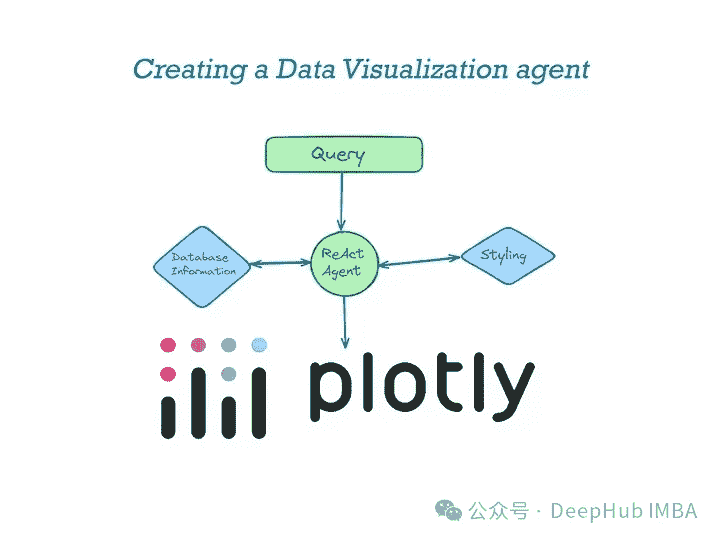 Creating a Data Visualization agent
Query
Database
Information
ReAct
Agent
Styling
plotly
公众号 · DeepHub IMBA